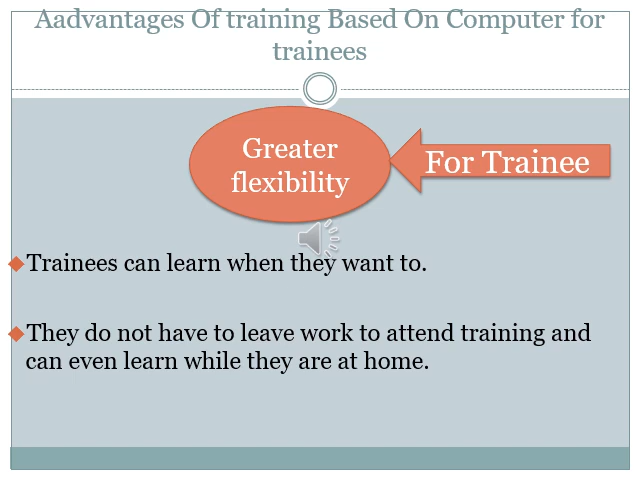 Aadvantages Of training Based On Computer for
trainees
Greater
flexibility
For Trainee
Trainees can learn when they want to.
They do not have to leave work to attend training and
can even learn while they are at home.